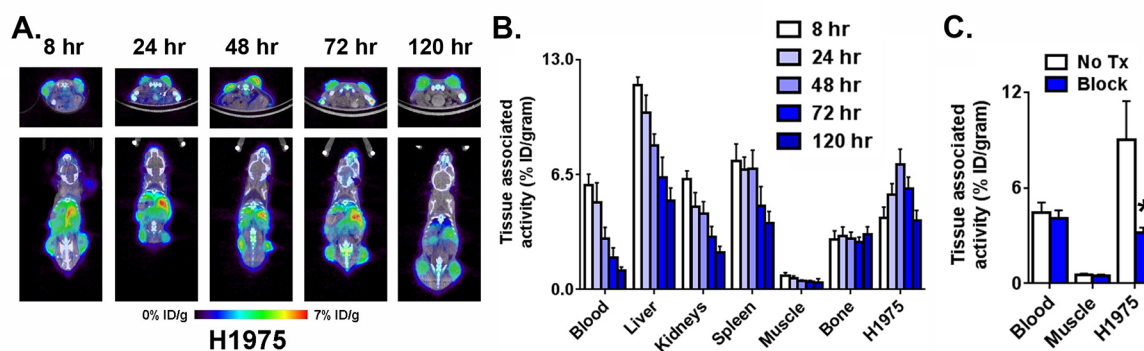 A.
8 hr 24 hr 48 hr 72 hr 120 hr
0% ID/g 7% ID/g
H1975
B.
8 hr
24 hr
48 hr
72 hr
120 hr
Tissue associated
activity (% ID/gram)
13.0
6.5
0.0
Blood Liver Kidneys Spleen Muscle Bone H1975
C.
No Tx
Block
Tissue associated
activity (% ID/gram)
12
6
0
*
Blood Muscle H1975